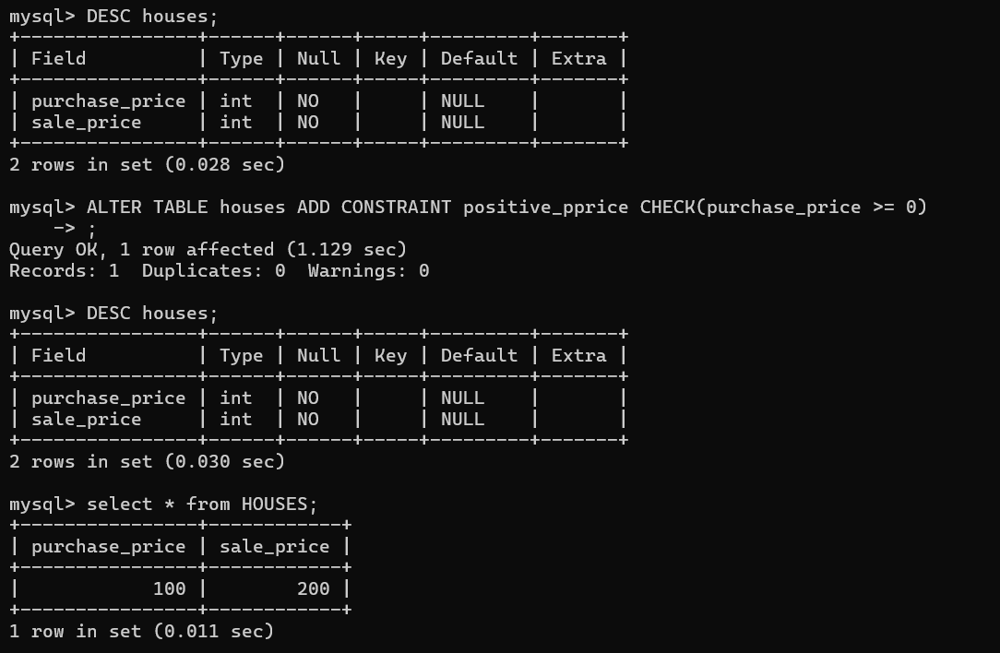 mysql> DESC houses;
+----------------+------+------+-----+---------+-------+
| Field          | Type | Null | Key | Default | Extra |
+----------------+------+------+-----+---------+-------+
| purchase_price | int  | NO   |     | NULL    |       |
| sale_price     | int  | NO   |     | NULL    |       |
+----------------+------+------+-----+---------+-------+
2 rows in set (0.028 sec)

mysql> ALTER TABLE houses ADD CONSTRAINT positive_pprice CHECK(purchase_price >= 0)
    -> ;
Query OK, 1 row affected (1.129 sec)
Records: 1  Duplicates: 0  Warnings: 0

mysql> DESC houses;
+----------------+------+------+-----+---------+-------+
| Field          | Type | Null | Key | Default | Extra |
+----------------+------+------+-----+---------+-------+
| purchase_price | int  | NO   |     | NULL    |       |
| sale_price     | int  | NO   |     | NULL    |       |
+----------------+------+------+-----+---------+-------+
2 rows in set (0.030 sec)

mysql> select * from HOUSES;
+----------------+------------+
| purchase_price | sale_price |
+----------------+------------+
|            100 |        200 |
+----------------+------------+
1 row in set (0.011 sec)